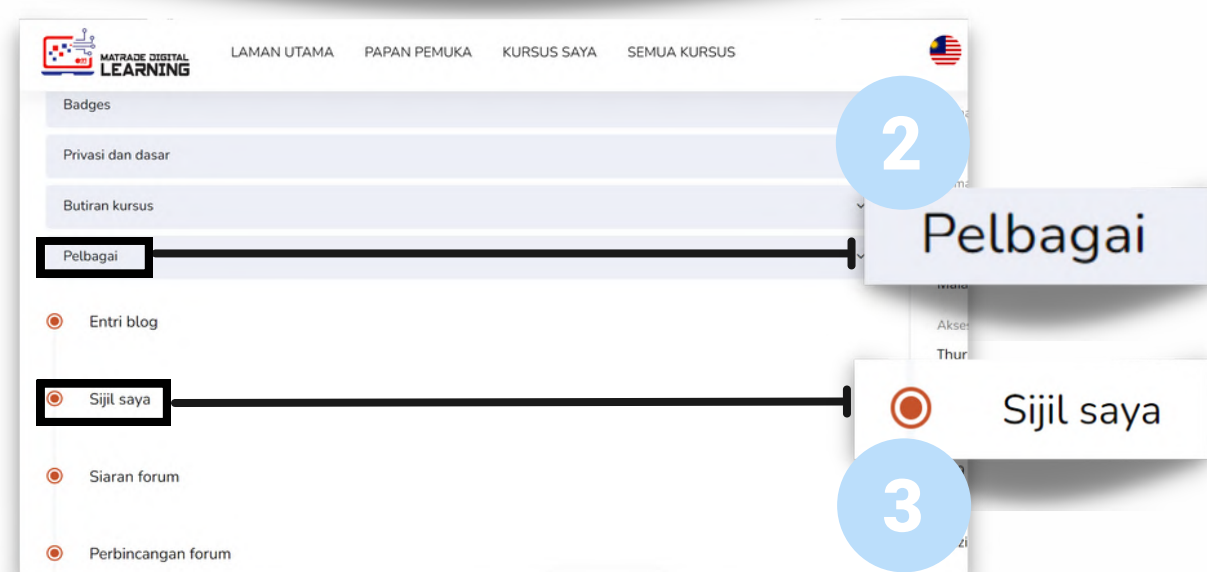 MATRADE DIGITAL
LEARNING
LAMAN UTAMA PAPAN PEMUKA KURSUS SAYA SEMUA KURSUS
Badges
2
Privasi dan dasar
Butiran kursus
Pelbagai
Pelbagai
Entri blog
Thur
Sijil saya
Sijil saya
Siaran forum
3
Perbincangan forum